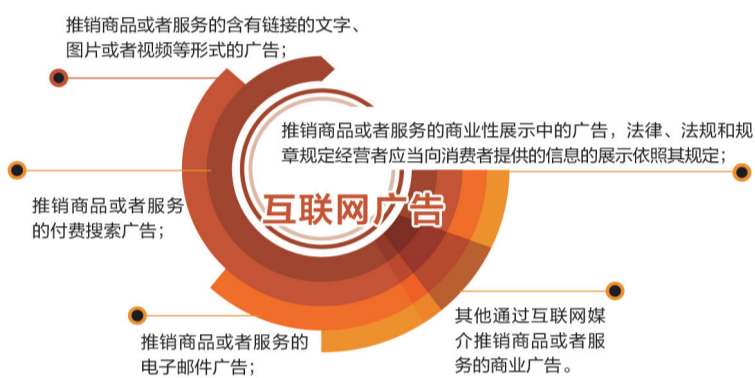 推销商品或者服务的含有链接的文字、
图片或者视频等形式的广告；
推销商品或者服务的商业性展示中的广告，法律、法规和规
章规定经营者应当向消费者提供的信息的展示依照其规定；
互联网广告
推销商品或者服务
的付费搜索广告；
推销商品或者服务的
电子邮件广告；
其他通过互联网媒
介推销商品或者服
务的商业广告。